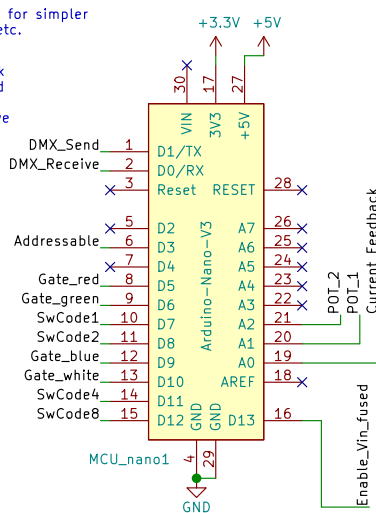 for simpler
etc.
+3.3V
+5V
30
17
27
VIN
3V3
+5V
DMX_Send 1 D1/TX
DMX_Receive 2 D0/RX
3 Reset RESET 28
5 D2 A7 26
Addressable 6 D3 A6 25
7 D4 A5 24
Gate_red 8 D5 A4 23
Gate_green 9 D6 A3 22
SwCode1 10 D7 A2 21
SwCode2 11 D8 A1 20
Gate_blue 12 D9 A0 19
Gate_white 13 D10 AREF 18
SwCode4 14 D11
SwCode8 15 D12 D13 16
Arduino-Nano-V3
POT_2
POT_1
Current_Feedback
Enable_Vin_fused
GND
GND
MCU_nano1
4
29
GND